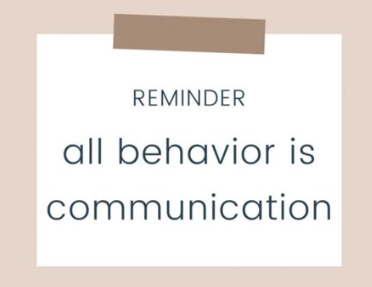 REMINDER
all behavior is
communication